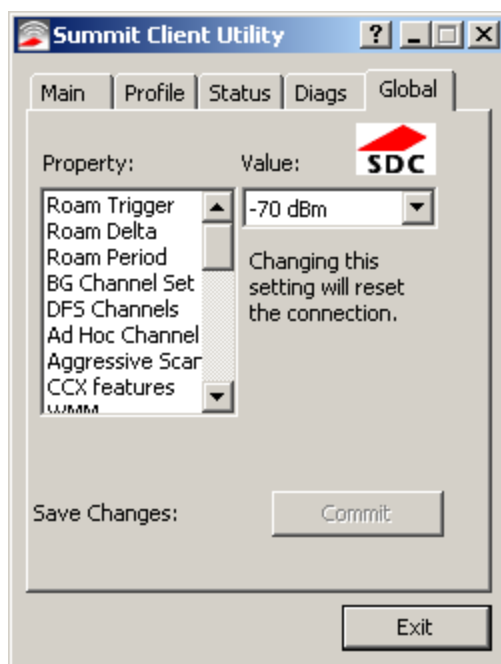 Summit Client Utility
Main Profile Status Diags Global
SDC
Property: Value:
Roam Trigger
Roam Delta
Roam Period
BG Channel Set
DFS Channels
Ad Hoc Channel
Aggressive Scar
CCX features
WMM
-70 dBm
Changing this
setting will reset
the connection.
Save Changes: Commit
Exit